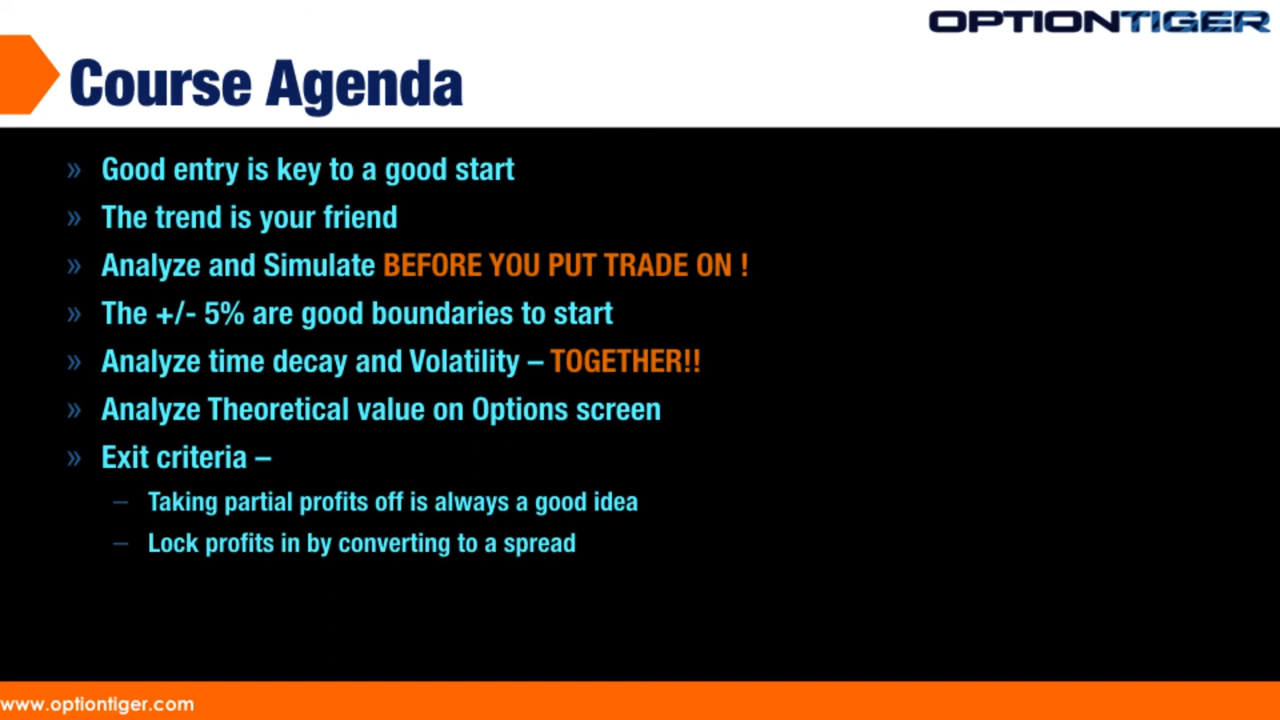 OPTIONTIGER
Course Agenda
» Good entry is key to a good start
» The trend is your friend
» Analyze and Simulate BEFORE YOU PUT TRADE ON !
» The +/- 5% are good boundaries to start
» Analyze time decay and Volatility – TOGETHER!!
» Analyze Theoretical value on Options screen
» Exit criteria –
– Taking partial profits off is always a good idea
– Lock profits in by converting to a spread
www.optiontiger.com